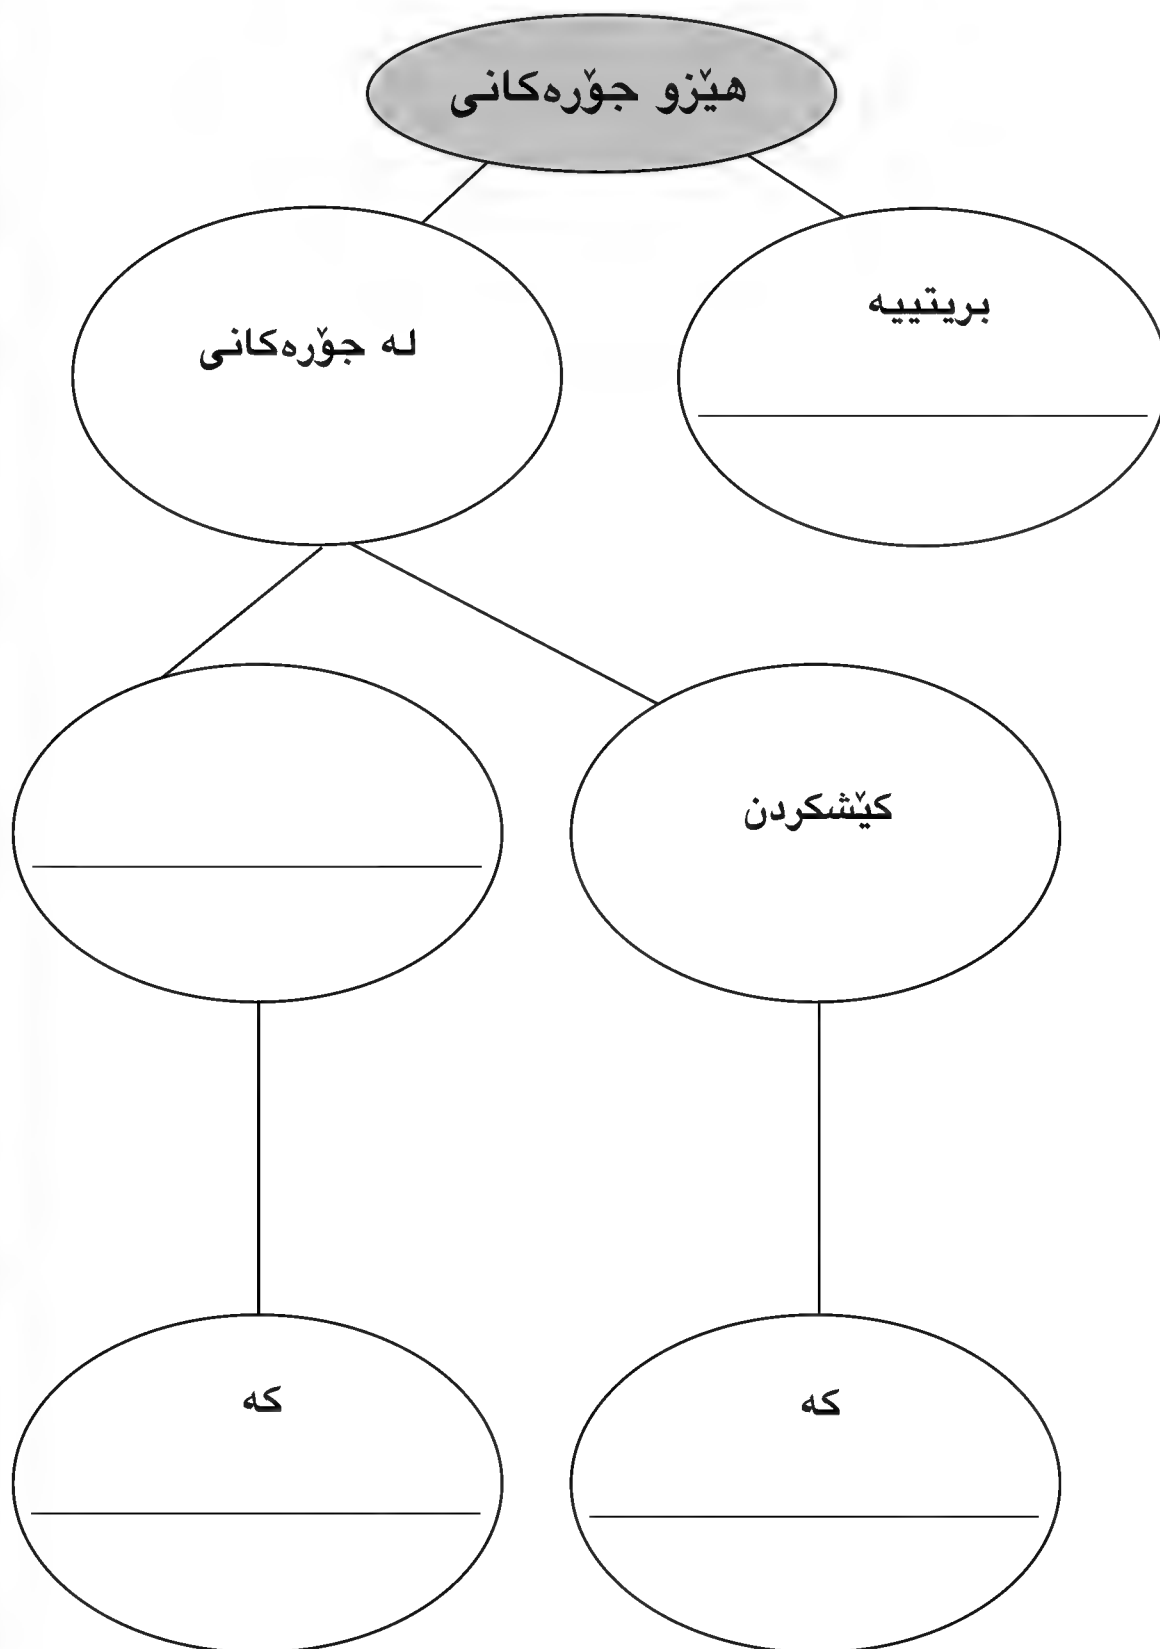 هێزو جۆرەکانی
بریتییە
لە جۆرەکانی
کێشکردن
کە
کە